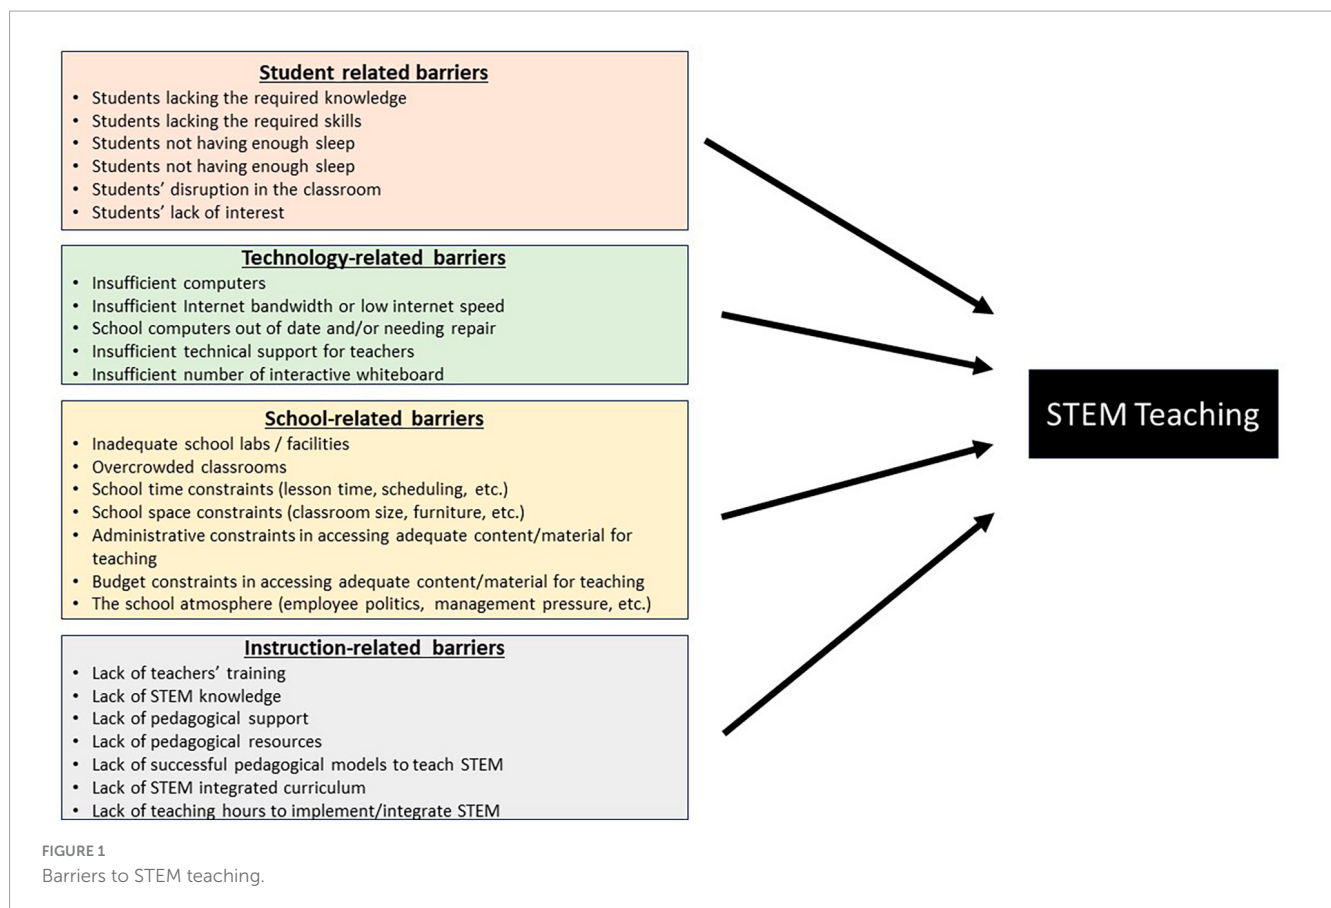 Student related barriers
• Students lacking the required knowledge
• Students lacking the required skills
• Students not having enough sleep
• Students not having enough sleep
• Students’ disruption in the classroom
• Students’ lack of interest
Technology-related barriers
• Insufficient computers
• Insufficient Internet bandwidth or low internet speed
• School computers out of date and/or needing repair
• Insufficient technical support for teachers
• Insufficient number of interactive whiteboard
School-related barriers
• Inadequate school labs / facilities
• Overcrowded classrooms
• School time constraints (lesson time, scheduling, etc.)
• School space constraints (classroom size, furniture, etc.)
• Administrative constraints in accessing adequate content/material for
teaching
• Budget constraints in accessing adequate content/material for teaching
• The school atmosphere (employee politics, management pressure, etc.)
Instruction-related barriers
• Lack of teachers’ training
• Lack of STEM knowledge
• Lack of pedagogical support
• Lack of pedagogical resources
• Lack of successful pedagogical models to teach STEM
• Lack of STEM integrated curriculum
• Lack of teaching hours to implement/integrate STEM
STEM Teaching
FIGURE 1
Barriers to STEM teaching.